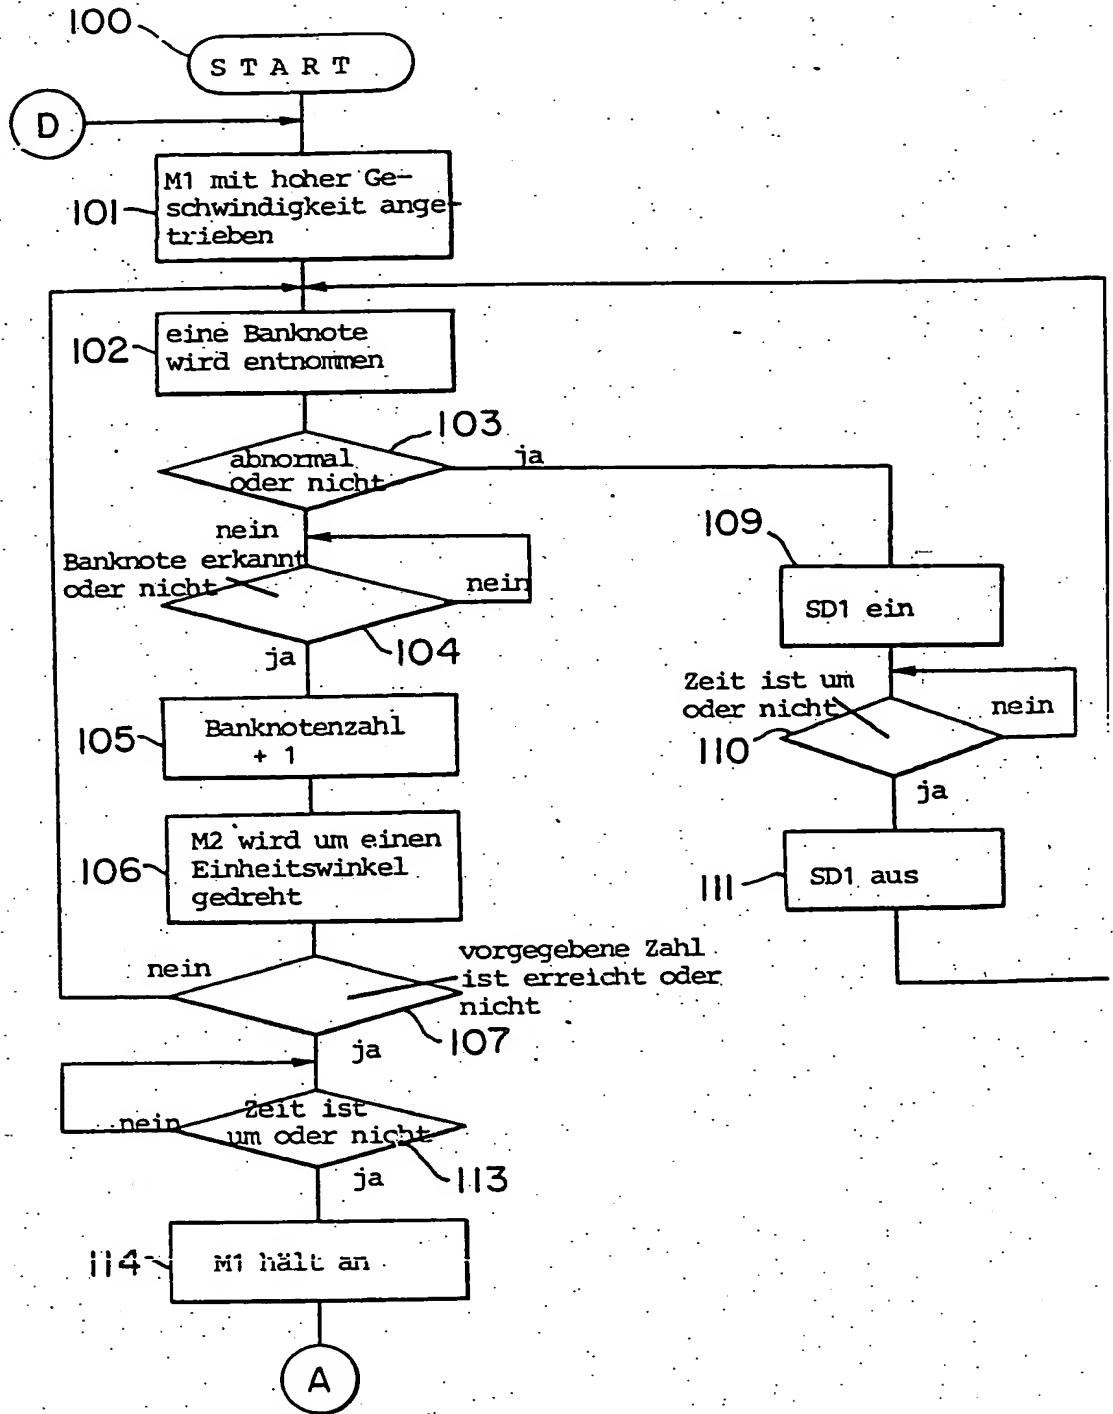 100
S T A R T
D
M1 mit hoher Ge-
schwindigkeit ange-
trieben
101
eine Banknote
wird entnommen
102
103
abnormal
oder nicht
ja
nein
Banknote erkannt
oder nicht
nein
104
ja
109
SD1 ein
Zeit ist um
oder nicht
nein
110
ja
111
SD1 aus
105
Banknotenzahl
+ 1
106
M2 wird um einen
Einheitswinkel
gedreht
nein
vorgegebene Zahl
ist erreicht oder
nicht
107
ja
nein
Zeit ist
um oder nicht
113
ja
114
M1 hält an
A